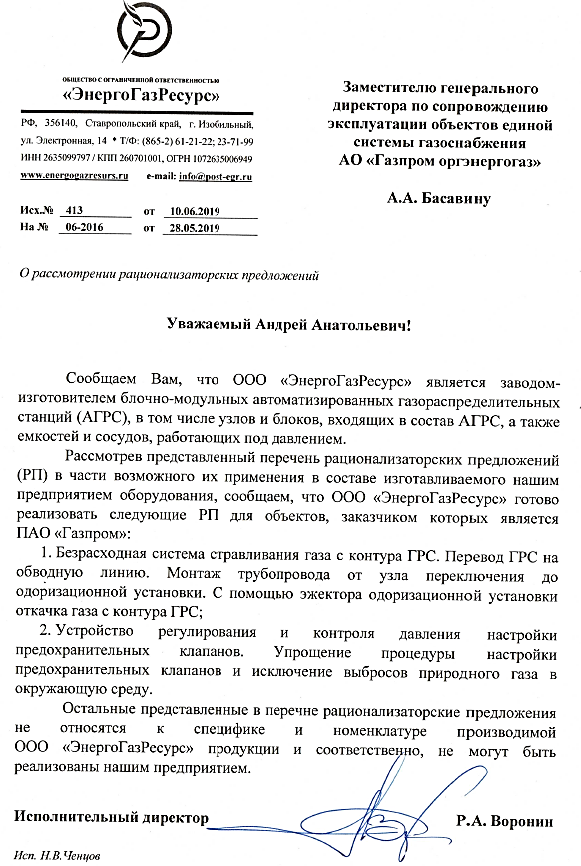 ОБЩЕСТВО С ОГРАНИЧЕННОЙ ОТВЕТСТВЕННОСТЬЮ
«ЭнергоГазРесурс»
РФ, 356140, Ставропольский край, г. Изобильный,
ул. Электронная, 14 * Т/Ф: (865-2) 61-21-22; 23-71-99
ИНН 2635099797 / КПП 260701001, ОГРН 1072635006949
www.energogazresurs.ru e-mail: info@post-egr.ru
Исх.№ 413 от 10.06.2019
На № 06-2016 от 28.05.2019
Заместителю генерального
директора по сопровождению
эксплуатации объектов единой
системы газоснабжения
АО «Газпром оргэнергогаз»
А.А. Басавину
О рассмотрении рационализаторских предложений
Уважаемый Андрей Анатольевич!
Сообщаем Вам, что ООО «ЭнергоГазРесурс» является заводом-
изготовителем блочно-модульных автоматизированных газораспределительных
станций (АГРС), в том числе узлов и блоков, входящих в состав АГРС, а также
емкостей и сосудов, работающих под давлением.
Рассмотрев представленный перечень рационализаторских предложений
(РП) в части возможного их применения в составе изготавливаемого нашим
предприятием оборудования, сообщаем, что ООО «ЭнергоГазРесурс» готово
реализовать следующие РП для объектов, заказчиком которых является
ПАО «Газпром»:
1. Безрасходная система стравливания газа с контура ГРС. Перевод ГРС на
обводную линию. Монтаж трубопровода от узла переключения до
одоризационной установки. С помощью эжектора одоризационной установки
откачка газа с контура ГРС;
2. Устройство регулирования и контроля давления настройки
предохранительных клапанов. Упрощение процедуры настройки
предохранительных клапанов и исключение выбросов природного газа в
окружающую среду.
Остальные представленные в перечне рационализаторские предложения
не относятся к специфике и номенклатуре производимой
ООО «ЭнергоГазРесурс» продукции и соответственно, не могут быть
реализованы нашим предприятием.
Исполнительный директор Р.А. Воронин
Исп. Н.В.Ченцов